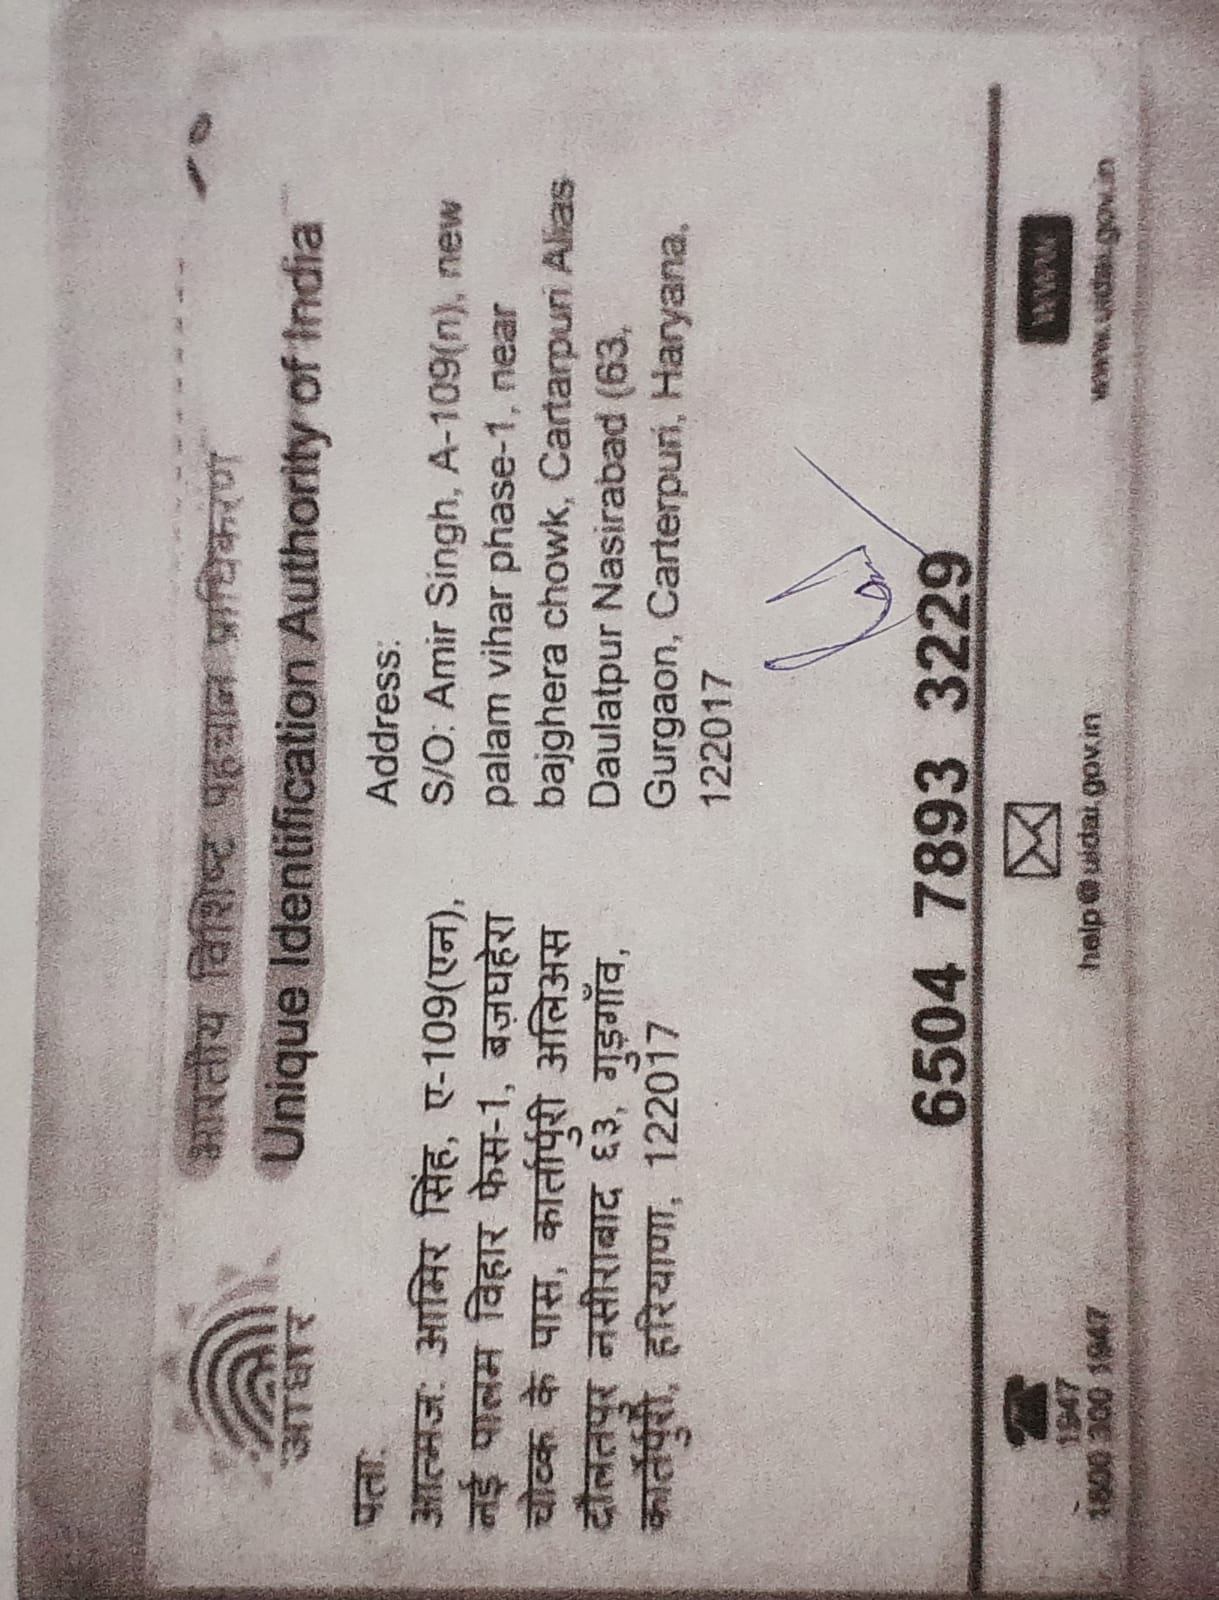 भारतीय विशिष्ट पहचान प्राधिकरण
Unique Identification Authority of India
आधार
पता:
आत्मज: आमिर सिंह, ए-109(एन),
नई पालम विहार फेस-1, बज़घहेरा
चोव्क के पास, कार्तार्पुरी अलिअस
दौलतपुर नसीराबाद ६३, गुड़गाँव,
कार्तेर्पुरी, हरियाणा, 122017
Address:
S/O: Amir Singh, A-109(n), new
palam vihar phase-1, near
bajghera chowk, Cartarpuri Alias
Daulatpur Nasirabad (63,
Gurgaon, Carterpuri, Haryana,
122017
6504 7893 3229
1947
1800 300 1947
help@uidai.gov.in
www
www.uidai.gov.in